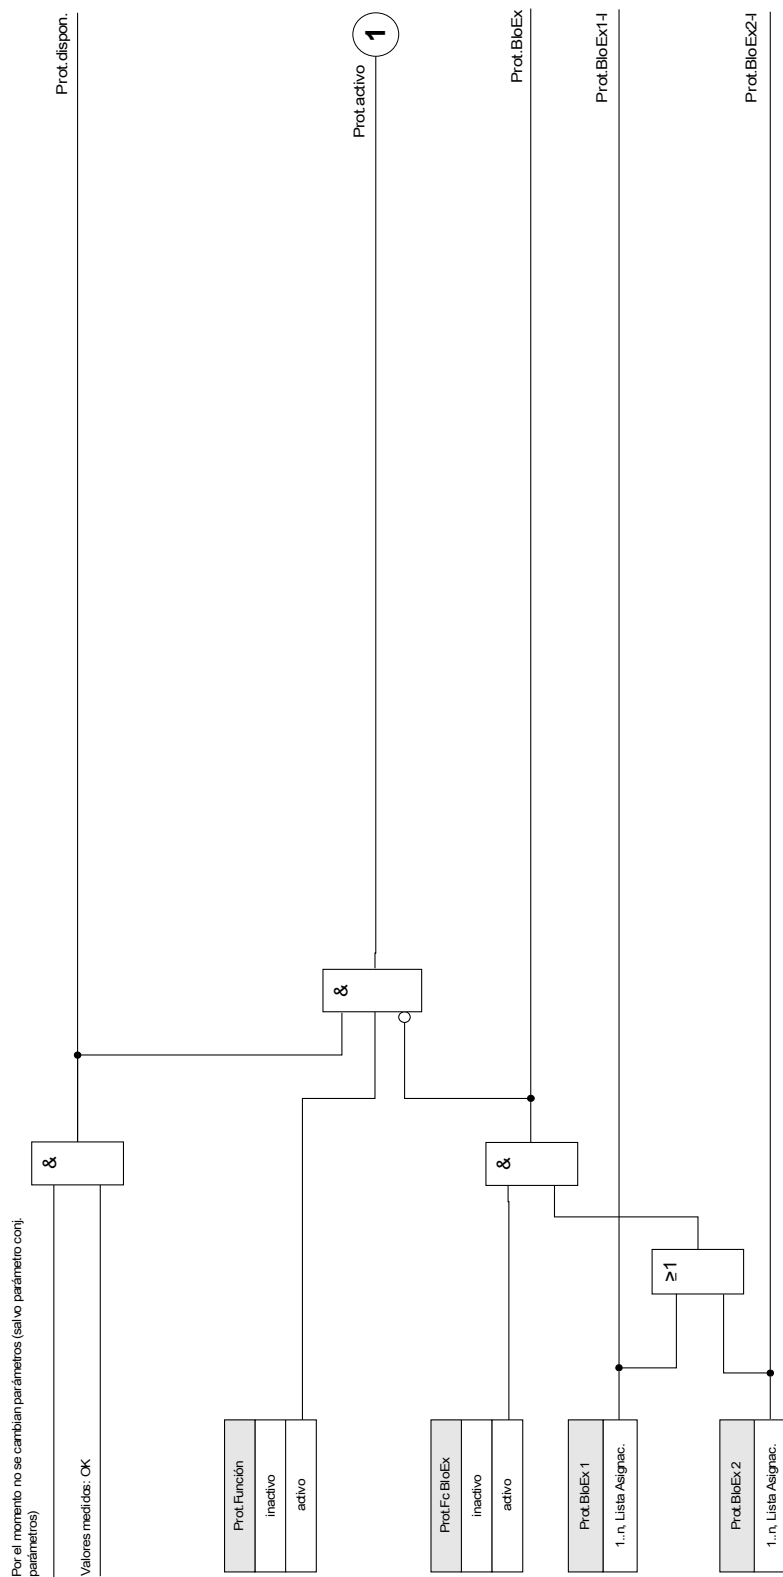 Por el momento no se cambian parámetros (salvo parámetro conj.
parámetros)
Valores medidos: OK
&
Prot.dispon.
Prot.Función
inactivo
activo
&
Prot.activo
1
Prot.Fc BloEx
inactivo
activo
&
Prot.BloEx
Prot.BloEx 1
1..n, Lista Asignac.
Prot.BloEx1-I
≥1
Prot.BloEx 2
1..n, Lista Asignac.
Prot.BloEx2-I